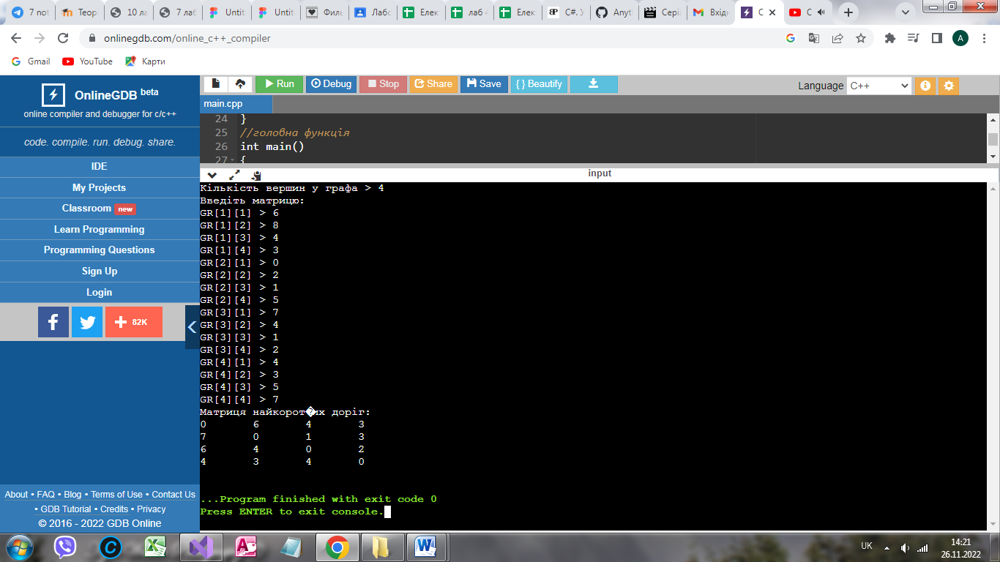 7 not
Теор
10 ла
7 лаб
Untit
Untit
Филь
Лабо
Елек
лаб 4
Елек
BP C#. У
Anyt
Сері
Вхідн
C
C
onlinegdb.com/online_c++_compiler
A
Gmail
YouTube
Карти
OnlineGDB beta
online compiler and debugger for c/c++
code. compile. run. debug. share.
IDE
My Projects
Classroom new
Learn Programming
Programming Questions
Sign Up
Login
82K
About • FAQ • Blog • Terms of Use • Contact Us
• GDB Tutorial • Credits • Privacy
© 2016 - 2022 GDB Online
Run
Debug
Stop
Share
Save
{ } Beautify
Language C++
main.cpp
24 }
25 //головна функція
26 int main()
27 {
input
Кількість вершин у графа > 4
Введіть матрицю:
GR[1][1] > 6
GR[1][2] > 8
GR[1][3] > 4
GR[1][4] > 3
GR[2][1] > 0
GR[2][2] > 2
GR[2][3] > 1
GR[2][4] > 5
GR[3][1] > 7
GR[3][2] > 4
GR[3][3] > 1
GR[3][4] > 2
GR[4][1] > 4
GR[4][2] > 3
GR[4][3] > 5
GR[4][4] > 7
Матриця найкорот�их доріг:
0 6 4 3
7 0 1 3
6 4 0 2
4 3 4 0
...Program finished with exit code 0
Press ENTER to exit console.
UK
14:21
26.11.2022